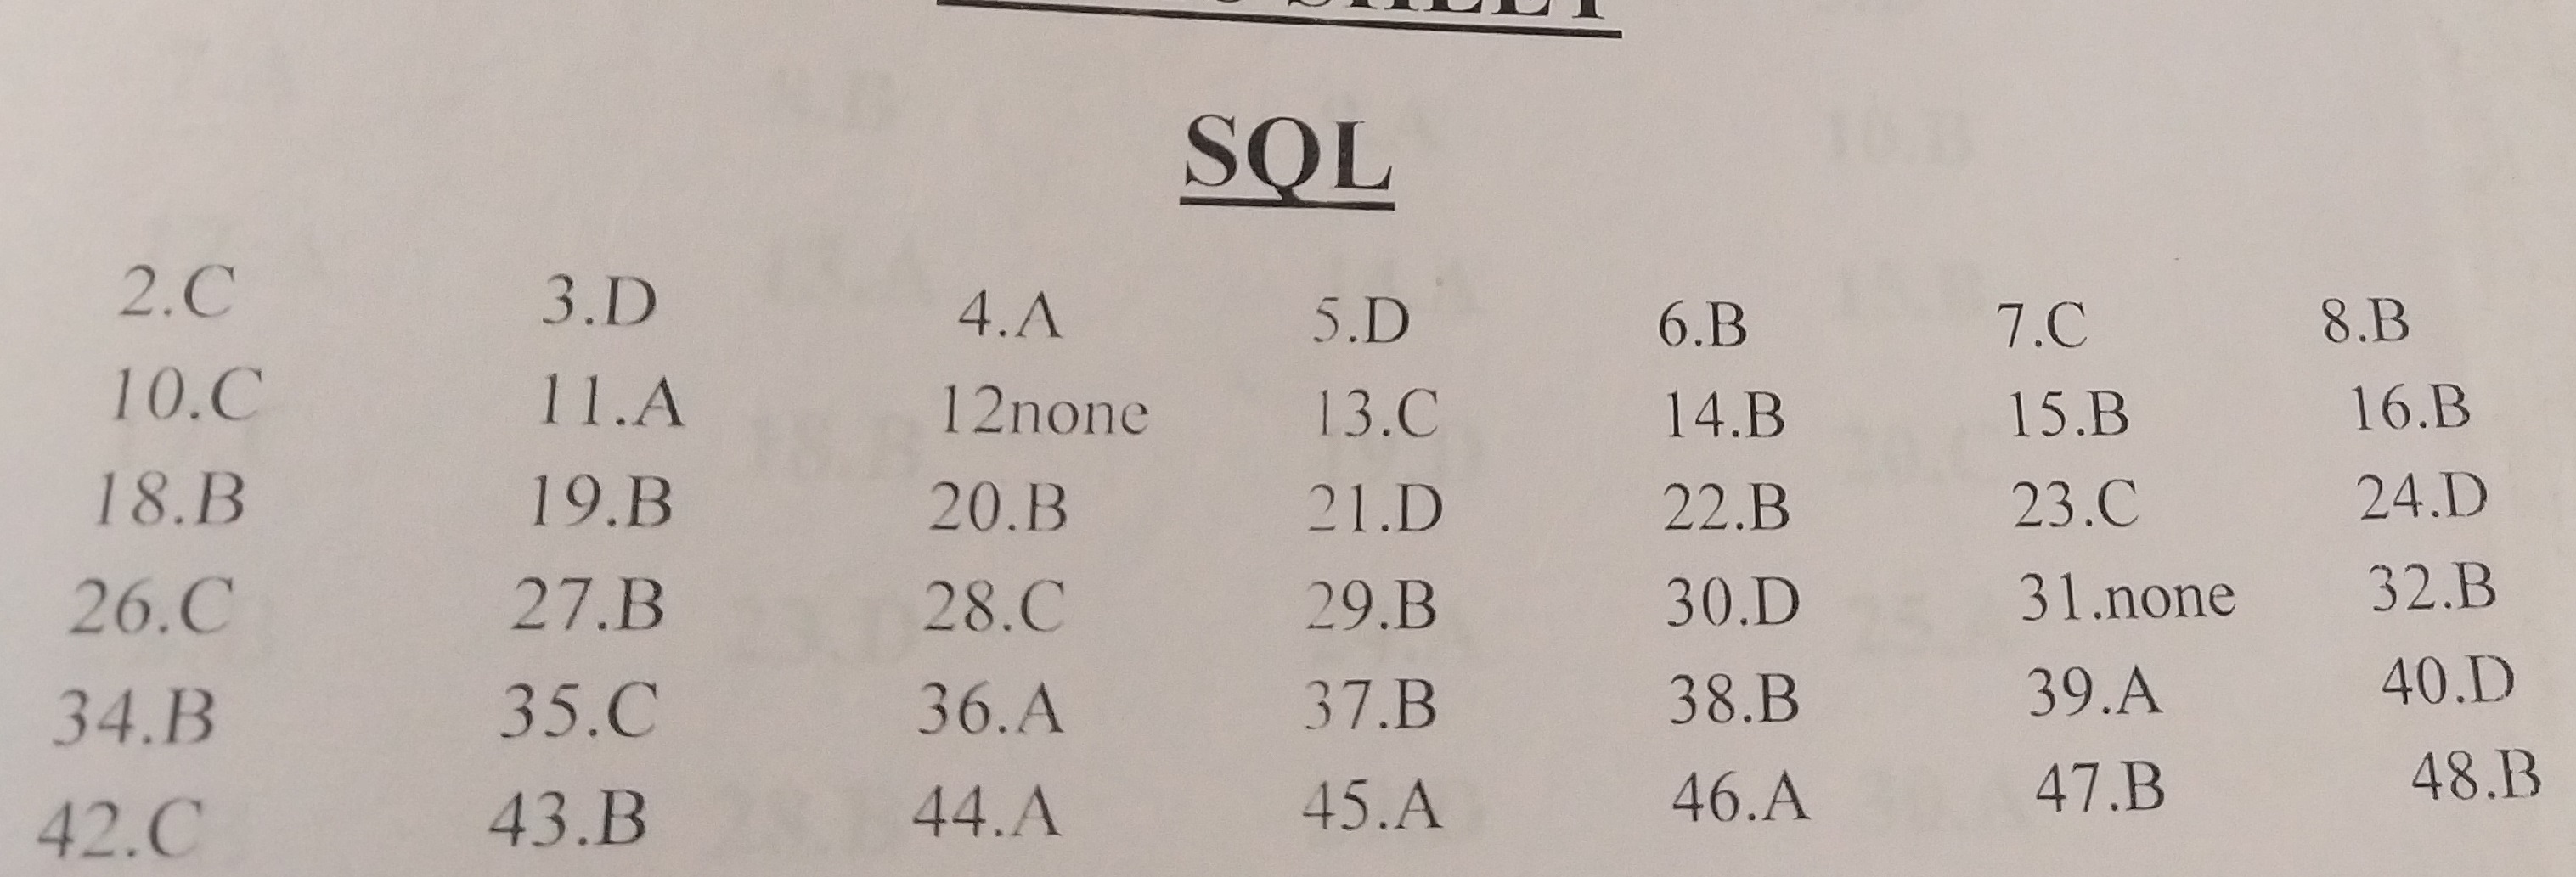 SHEET
SQL
2.C 3.D 4.A 5.D 6.B 7.C 8.B
10.C 11.A 12none 13.C 14.B 15.B 16.B
18.B 19.B 20.B 21.D 22.B 23.C 24.D
26.C 27.B 28.C 29.B 30.D 31.none 32.B
34.B 35.C 36.A 37.B 38.B 39.A 40.D
42.C 43.B 44.A 45.A 46.A 47.B 48.B